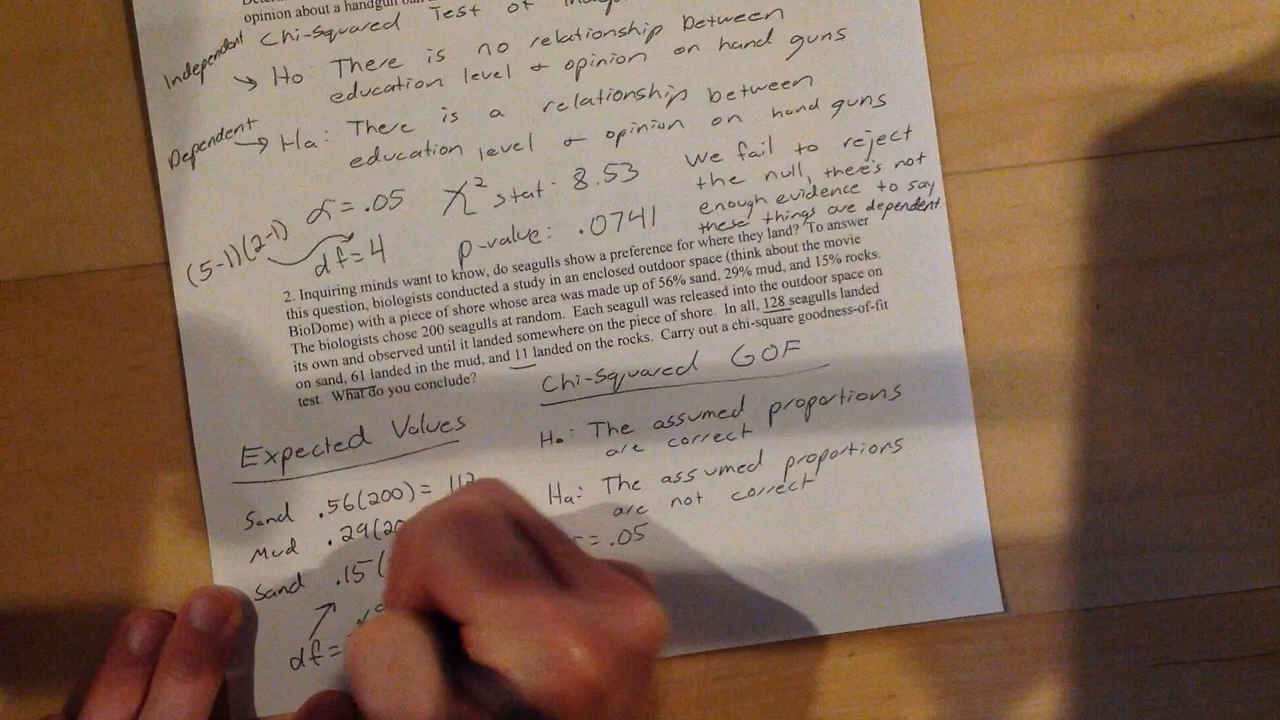 opinion about a handgun
Independent Chi-Squared Test of
Ho: There is no relationship between
education level + opinion on hand guns
Dependent Ha: There is a relationship between
education level + opinion on hand guns
α = .05 χ² stat: 8.53
(5-1)(2-1) df=4 p-value: .0741
We fail to reject
the null, there's not
enough evidence to say
these things are dependent.
2. Inquiring minds want to know, do seagulls show a preference for where they land? To answer
this question, biologists conducted a study in an enclosed outdoor space (think about the movie
BioDome) with a piece of shore whose area was made up of 56% sand, 29% mud, and 15% rocks.
The biologists chose 200 seagulls at random. Each seagull was released into the outdoor space on
its own and observed until it landed somewhere on the piece of shore. In all, 128 seagulls landed
on sand, 61 landed in the mud, and 11 landed on the rocks. Carry out a chi-square goodness-of-fit
test. What do you conclude?
Chi-Squared GOF
Expected Values
Ho: The assumed proportions
are correct
Ha: The assumed proportions
are not correct
= .05
Sand .56(200) = 112
Mud .29(20
Sand .15(
df=